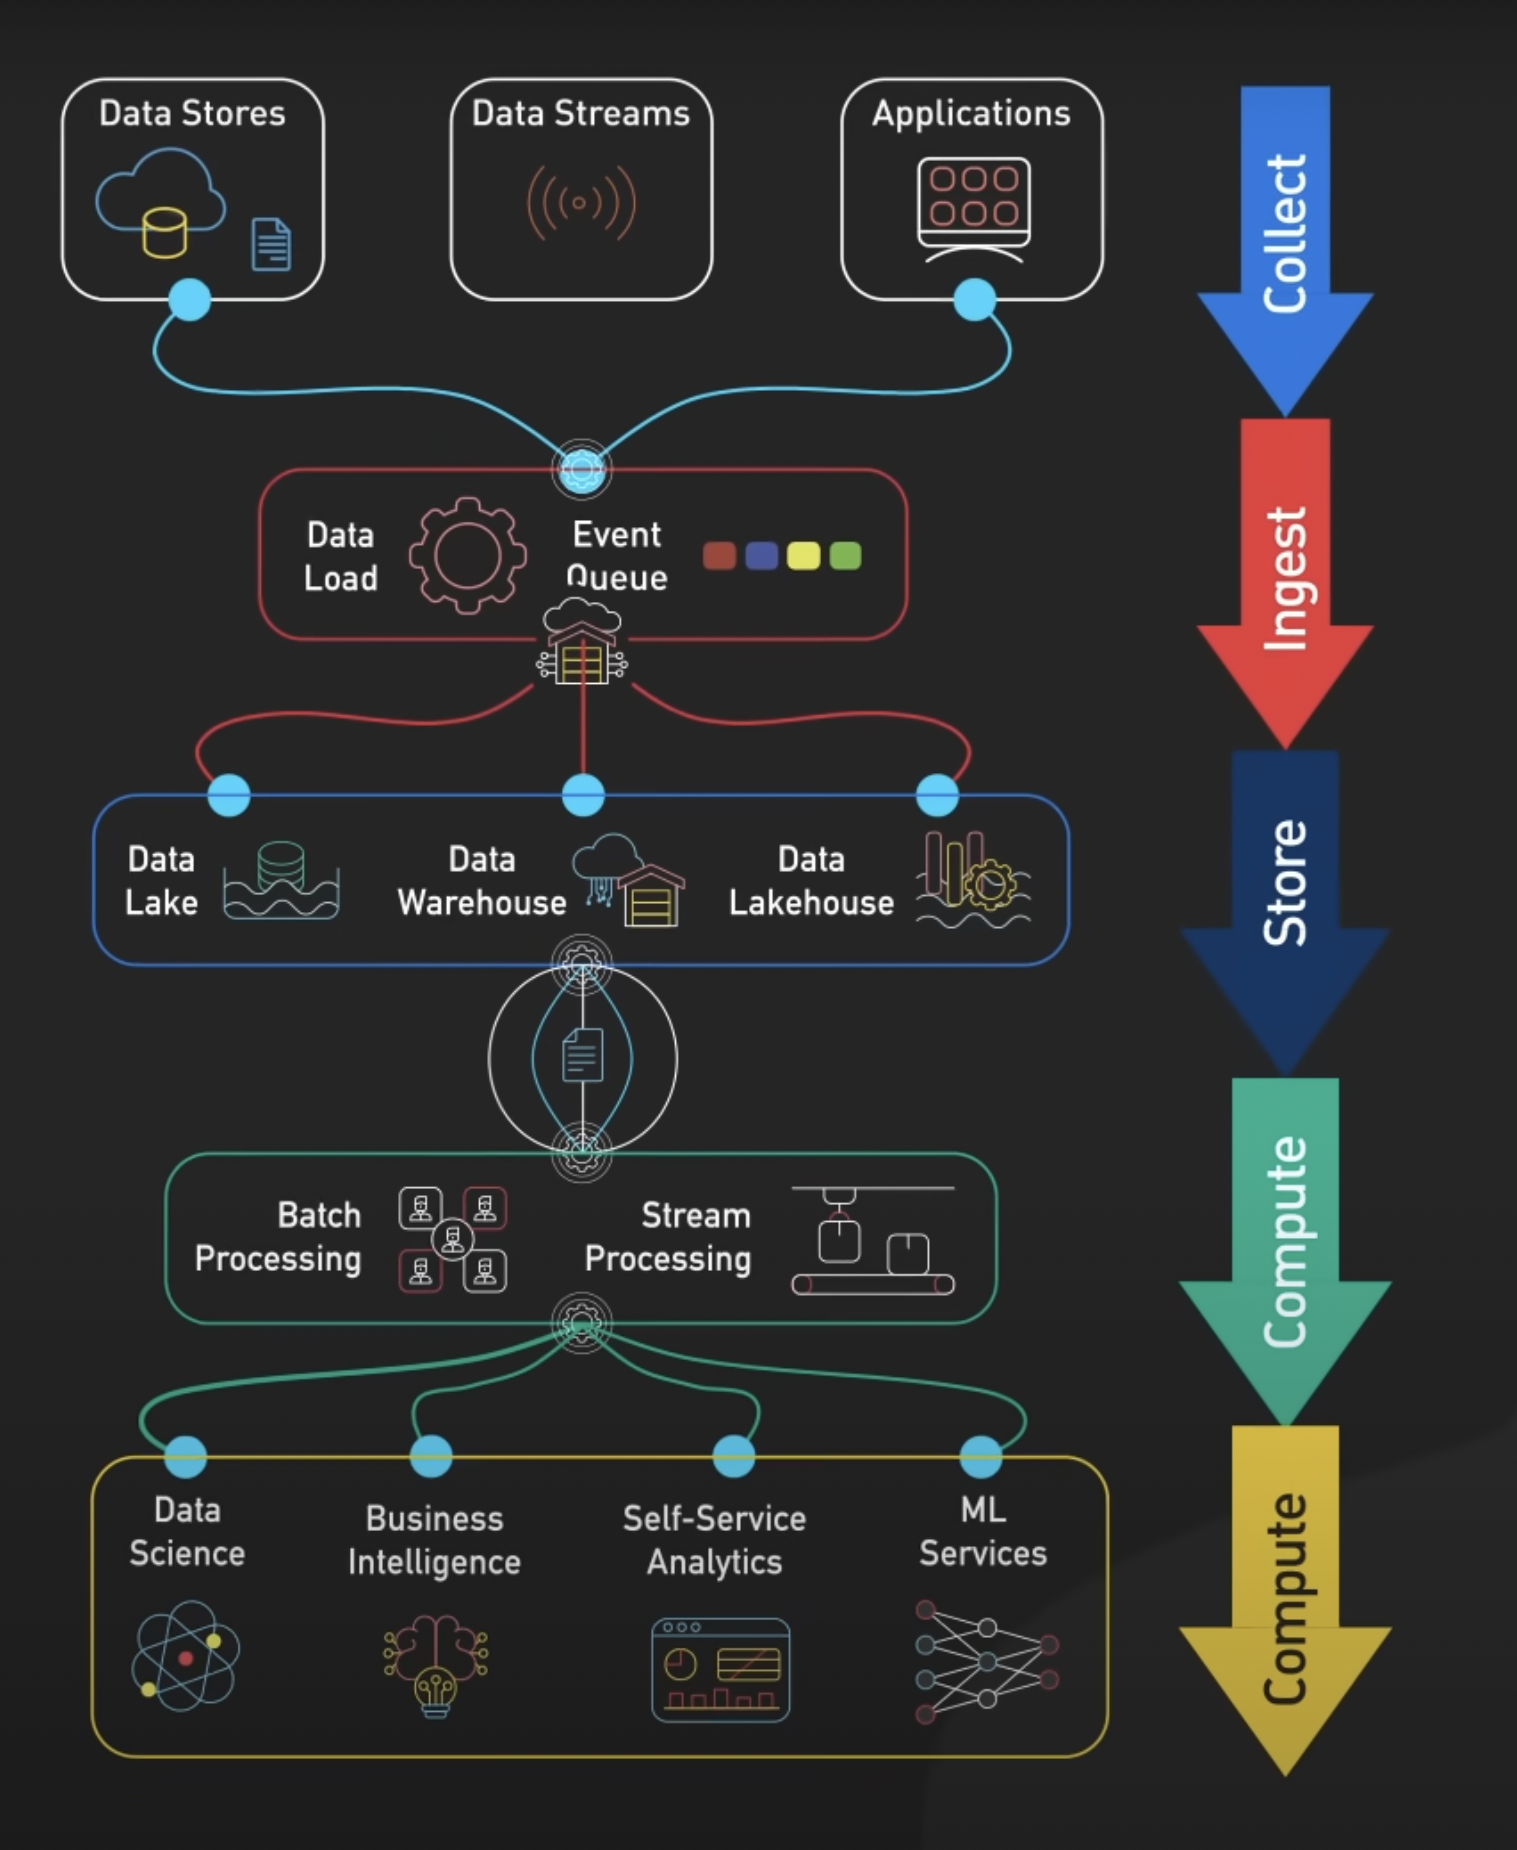 Data Stores
Data Streams
Applications
Collect
Data
Load
Event
Queue
Ingest
Data
Lake
Data
Warehouse
Data
Lakehouse
Store
Batch
Processing
Stream
Processing
Compute
Data
Science
Business
Intelligence
Self-Service
Analytics
ML
Services
Compute